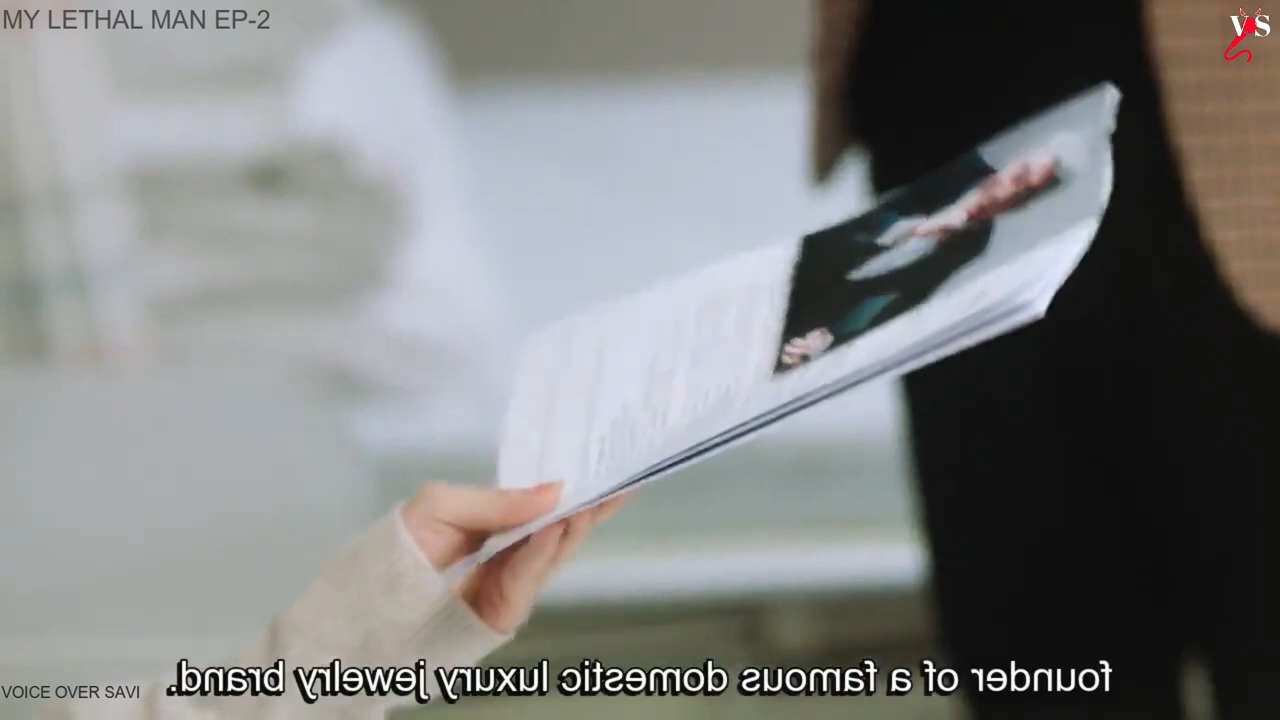 MY LETHAL MAN EP-2
VS
founder of a famous domestic luxury jewelry brand.
VOICE OVER SAVI